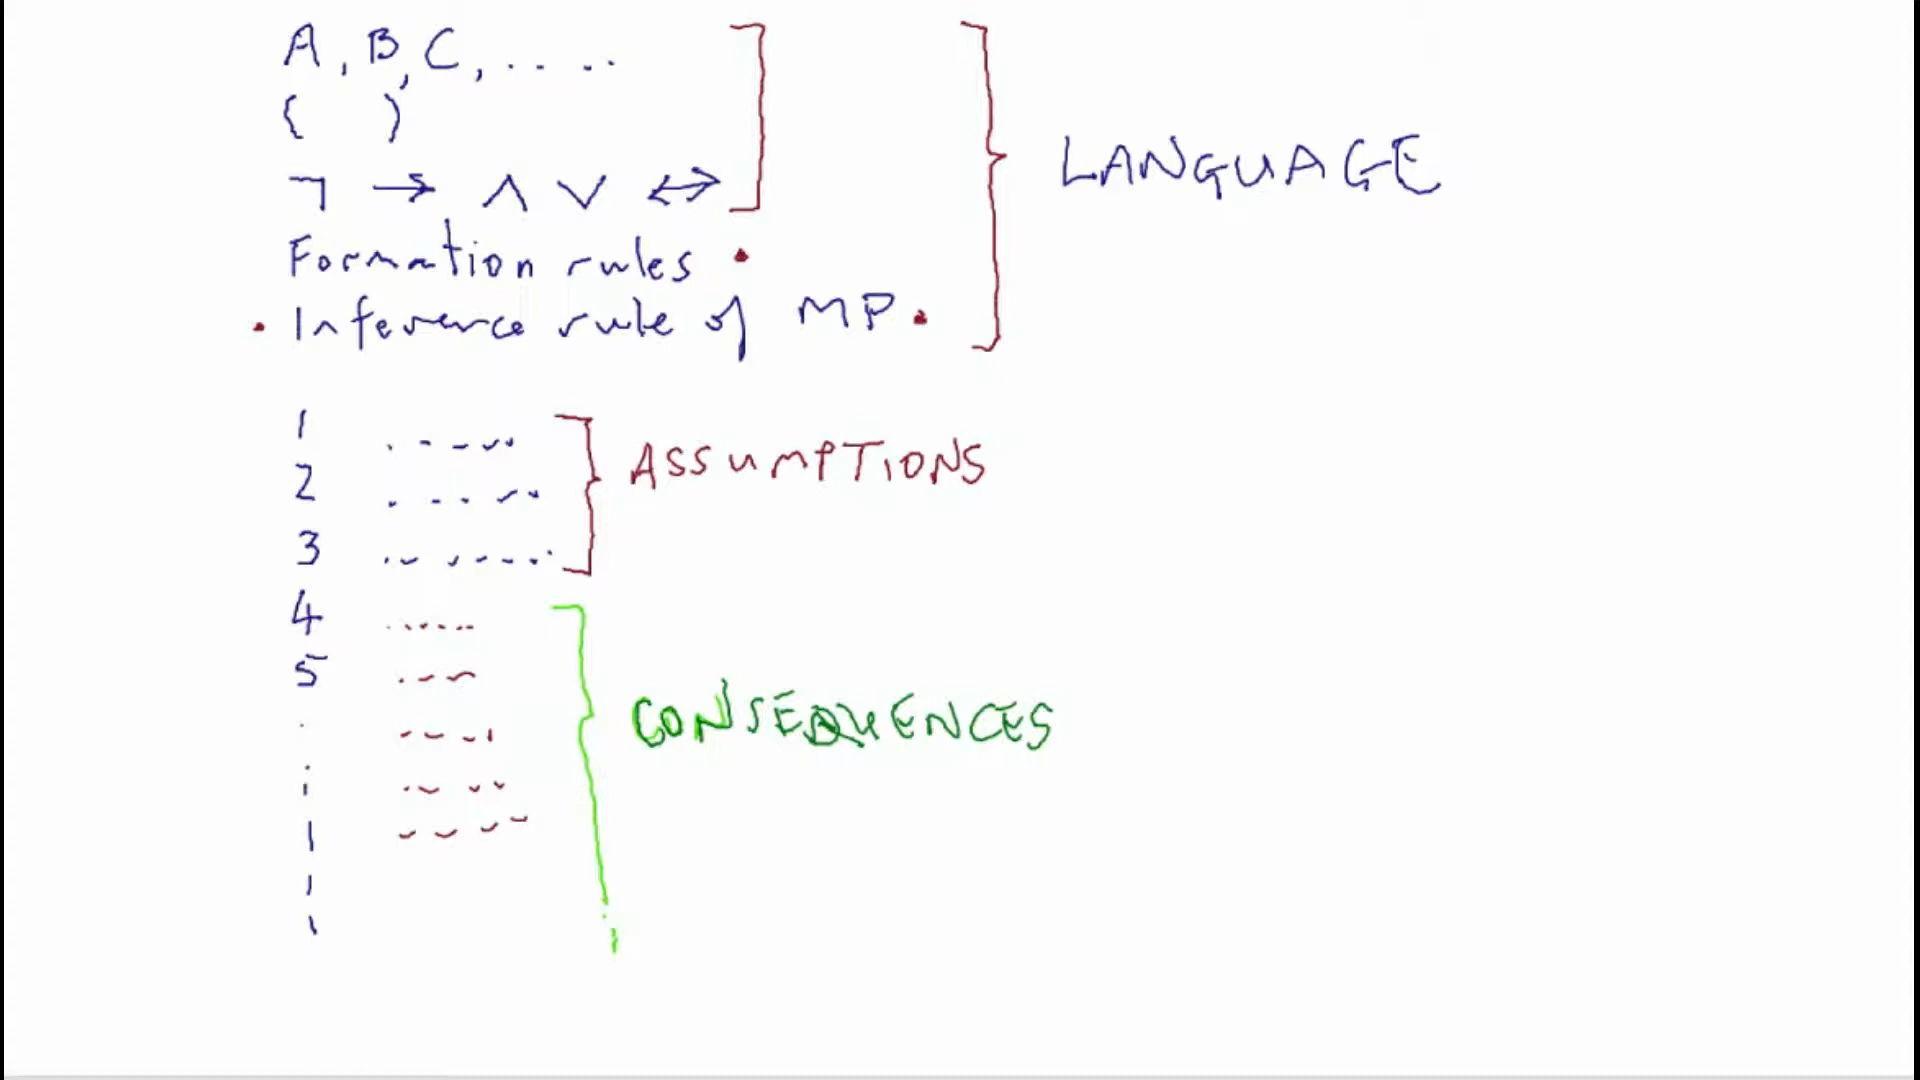 A, B, C, ....
( )
¬ → ∧ ∨ ↔
LANGUAGE
Formation rules
Inference rule of MP
1
2
3
ASSUMPTIONS
4
5
CONSEQUENCES